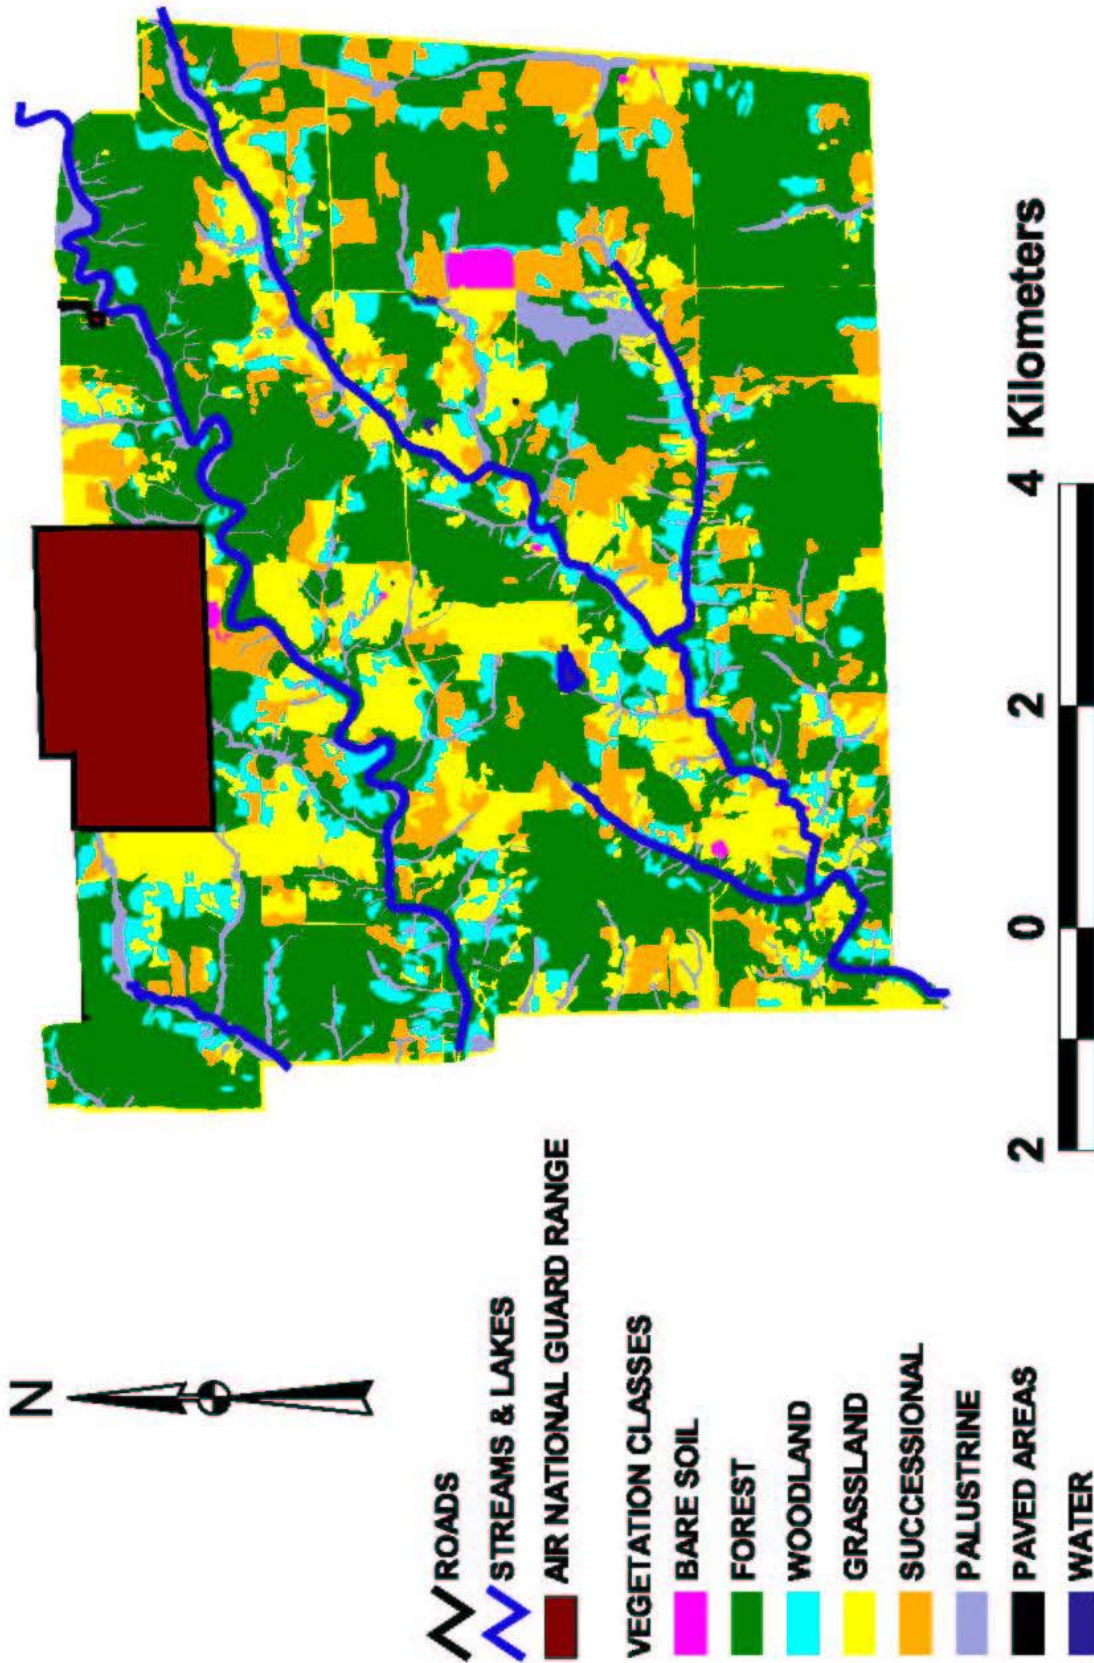 N
ROADS
STREAMS & LAKES
AIR NATIONAL GUARD RANGE
VEGETATION CLASSES
BARE SOIL
FOREST
WOODLAND
GRASSLAND
SUCCESSIONAL
PALUSTRINE
PAVED AREAS
WATER
2 0 2 4 Kilometers